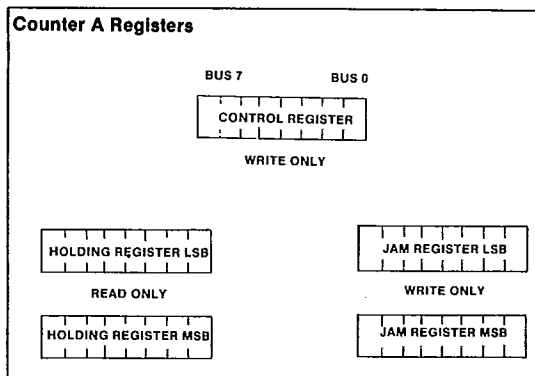 Counter A Registers
BUS 7 BUS 0
CONTROL REGISTER
WRITE ONLY
HOLDING REGISTER LSB JAM REGISTER LSB
READ ONLY WRITE ONLY
HOLDING REGISTER MSB JAM REGISTER MSB